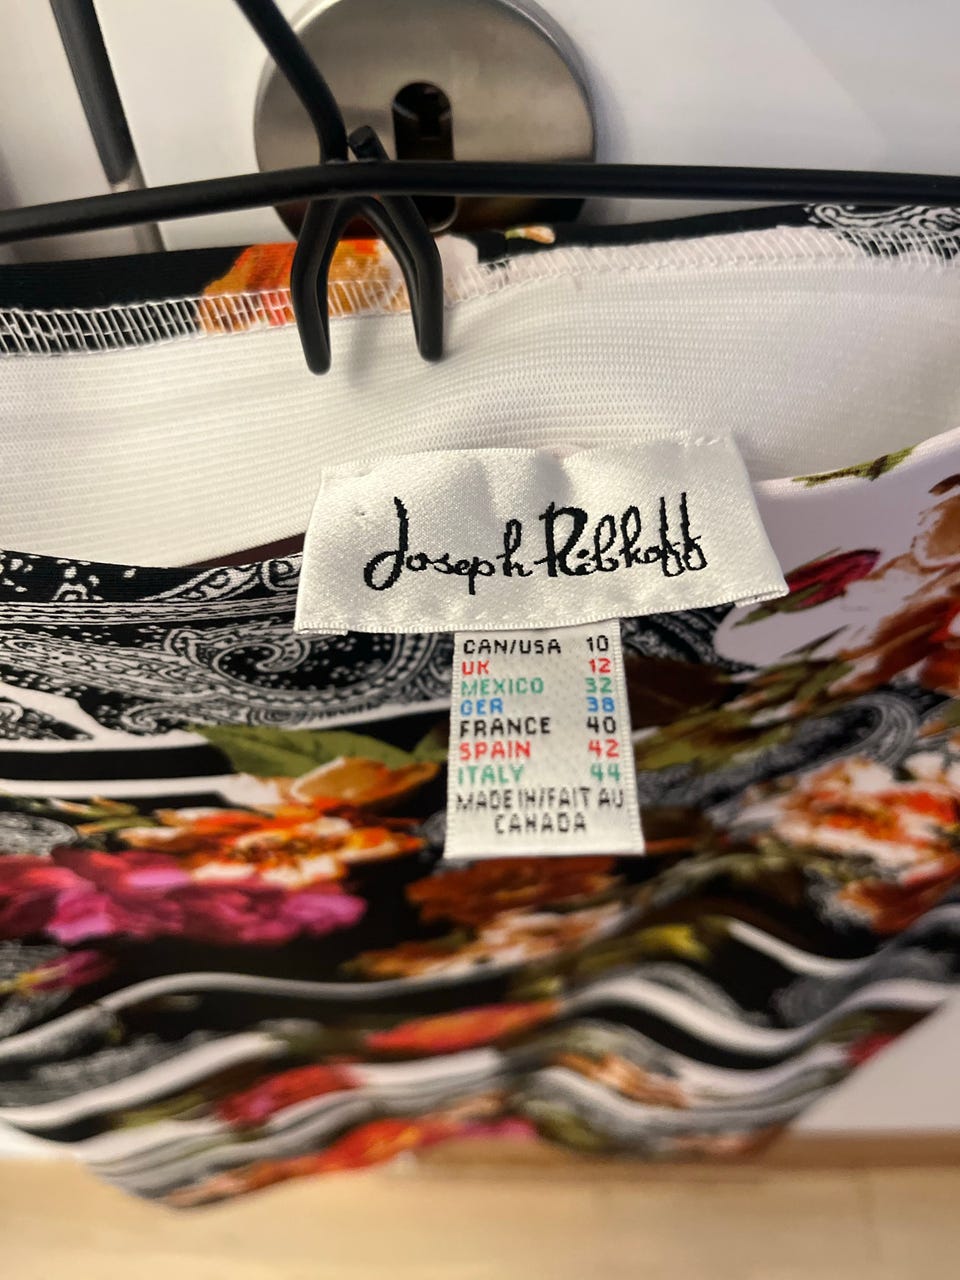 Joseph Ribkoff
CAN/USA 10
UK 12
MEXICO 32
GER 38
FRANCE 40
SPAIN 42
ITALY 44
MADE IN/FAIT AU
CANADA